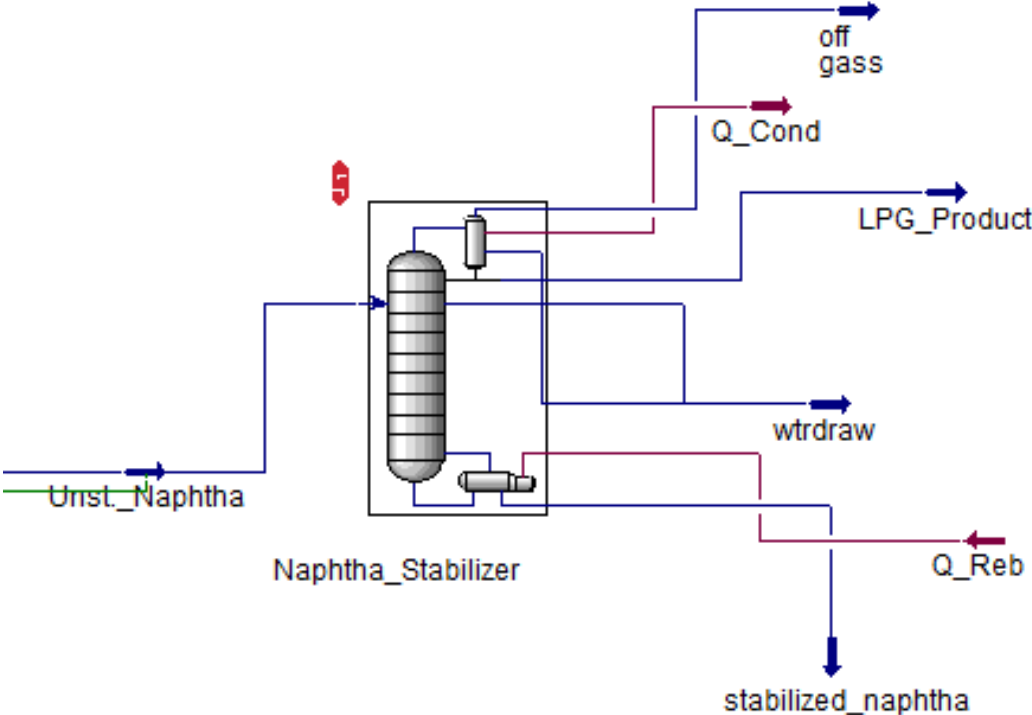 off
gass
Q_Cond
LPG_Product
wtrdraw
Unst._Naphtha
Naphtha_Stabilizer
Q_Reb
stabilized_naphtha